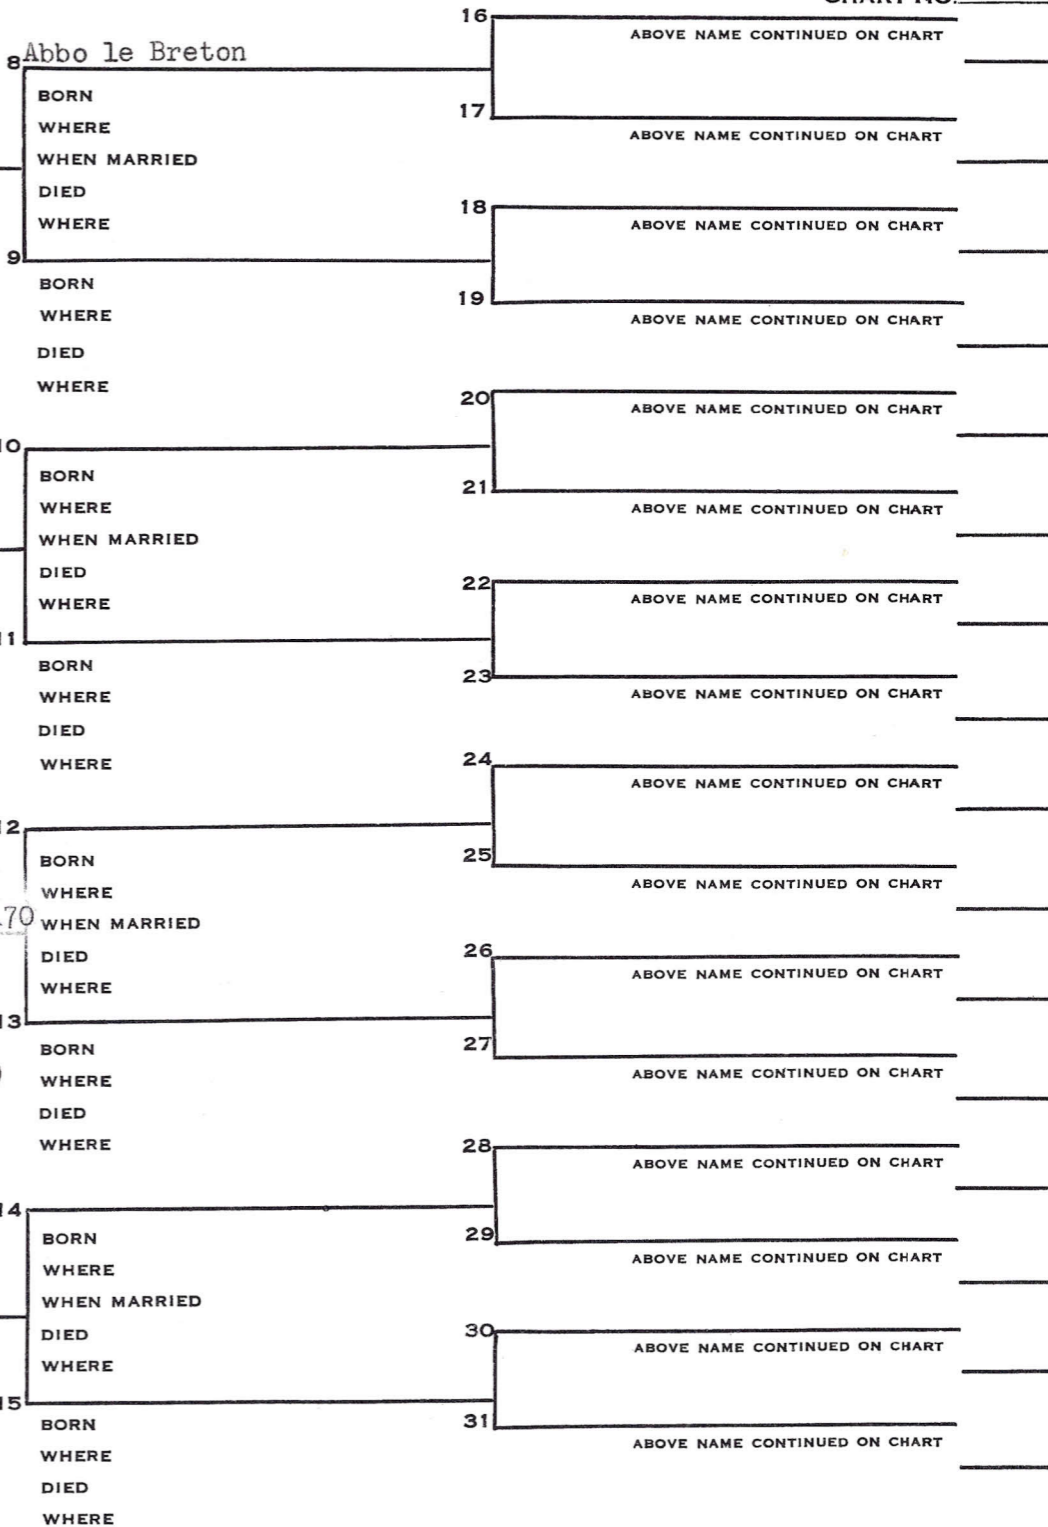 CHART NO.
16
ABOVE NAME CONTINUED ON CHART
8 Abbo le Breton
BORN
17
WHERE
ABOVE NAME CONTINUED ON CHART
WHEN MARRIED
DIED
18
WHERE
ABOVE NAME CONTINUED ON CHART
9
BORN
19
WHERE
ABOVE NAME CONTINUED ON CHART
DIED
WHERE
20
ABOVE NAME CONTINUED ON CHART
10
BORN
21
WHERE
ABOVE NAME CONTINUED ON CHART
WHEN MARRIED
DIED
22
WHERE
ABOVE NAME CONTINUED ON CHART
11
BORN
23
WHERE
ABOVE NAME CONTINUED ON CHART
DIED
WHERE
24
ABOVE NAME CONTINUED ON CHART
12
BORN
25
WHERE
ABOVE NAME CONTINUED ON CHART
70 WHEN MARRIED
DIED
26
WHERE
ABOVE NAME CONTINUED ON CHART
13
BORN
27
WHERE
ABOVE NAME CONTINUED ON CHART
DIED
WHERE
28
ABOVE NAME CONTINUED ON CHART
14
BORN
29
WHERE
ABOVE NAME CONTINUED ON CHART
WHEN MARRIED
DIED
30
WHERE
ABOVE NAME CONTINUED ON CHART
15
BORN
31
WHERE
ABOVE NAME CONTINUED ON CHART
DIED
WHERE